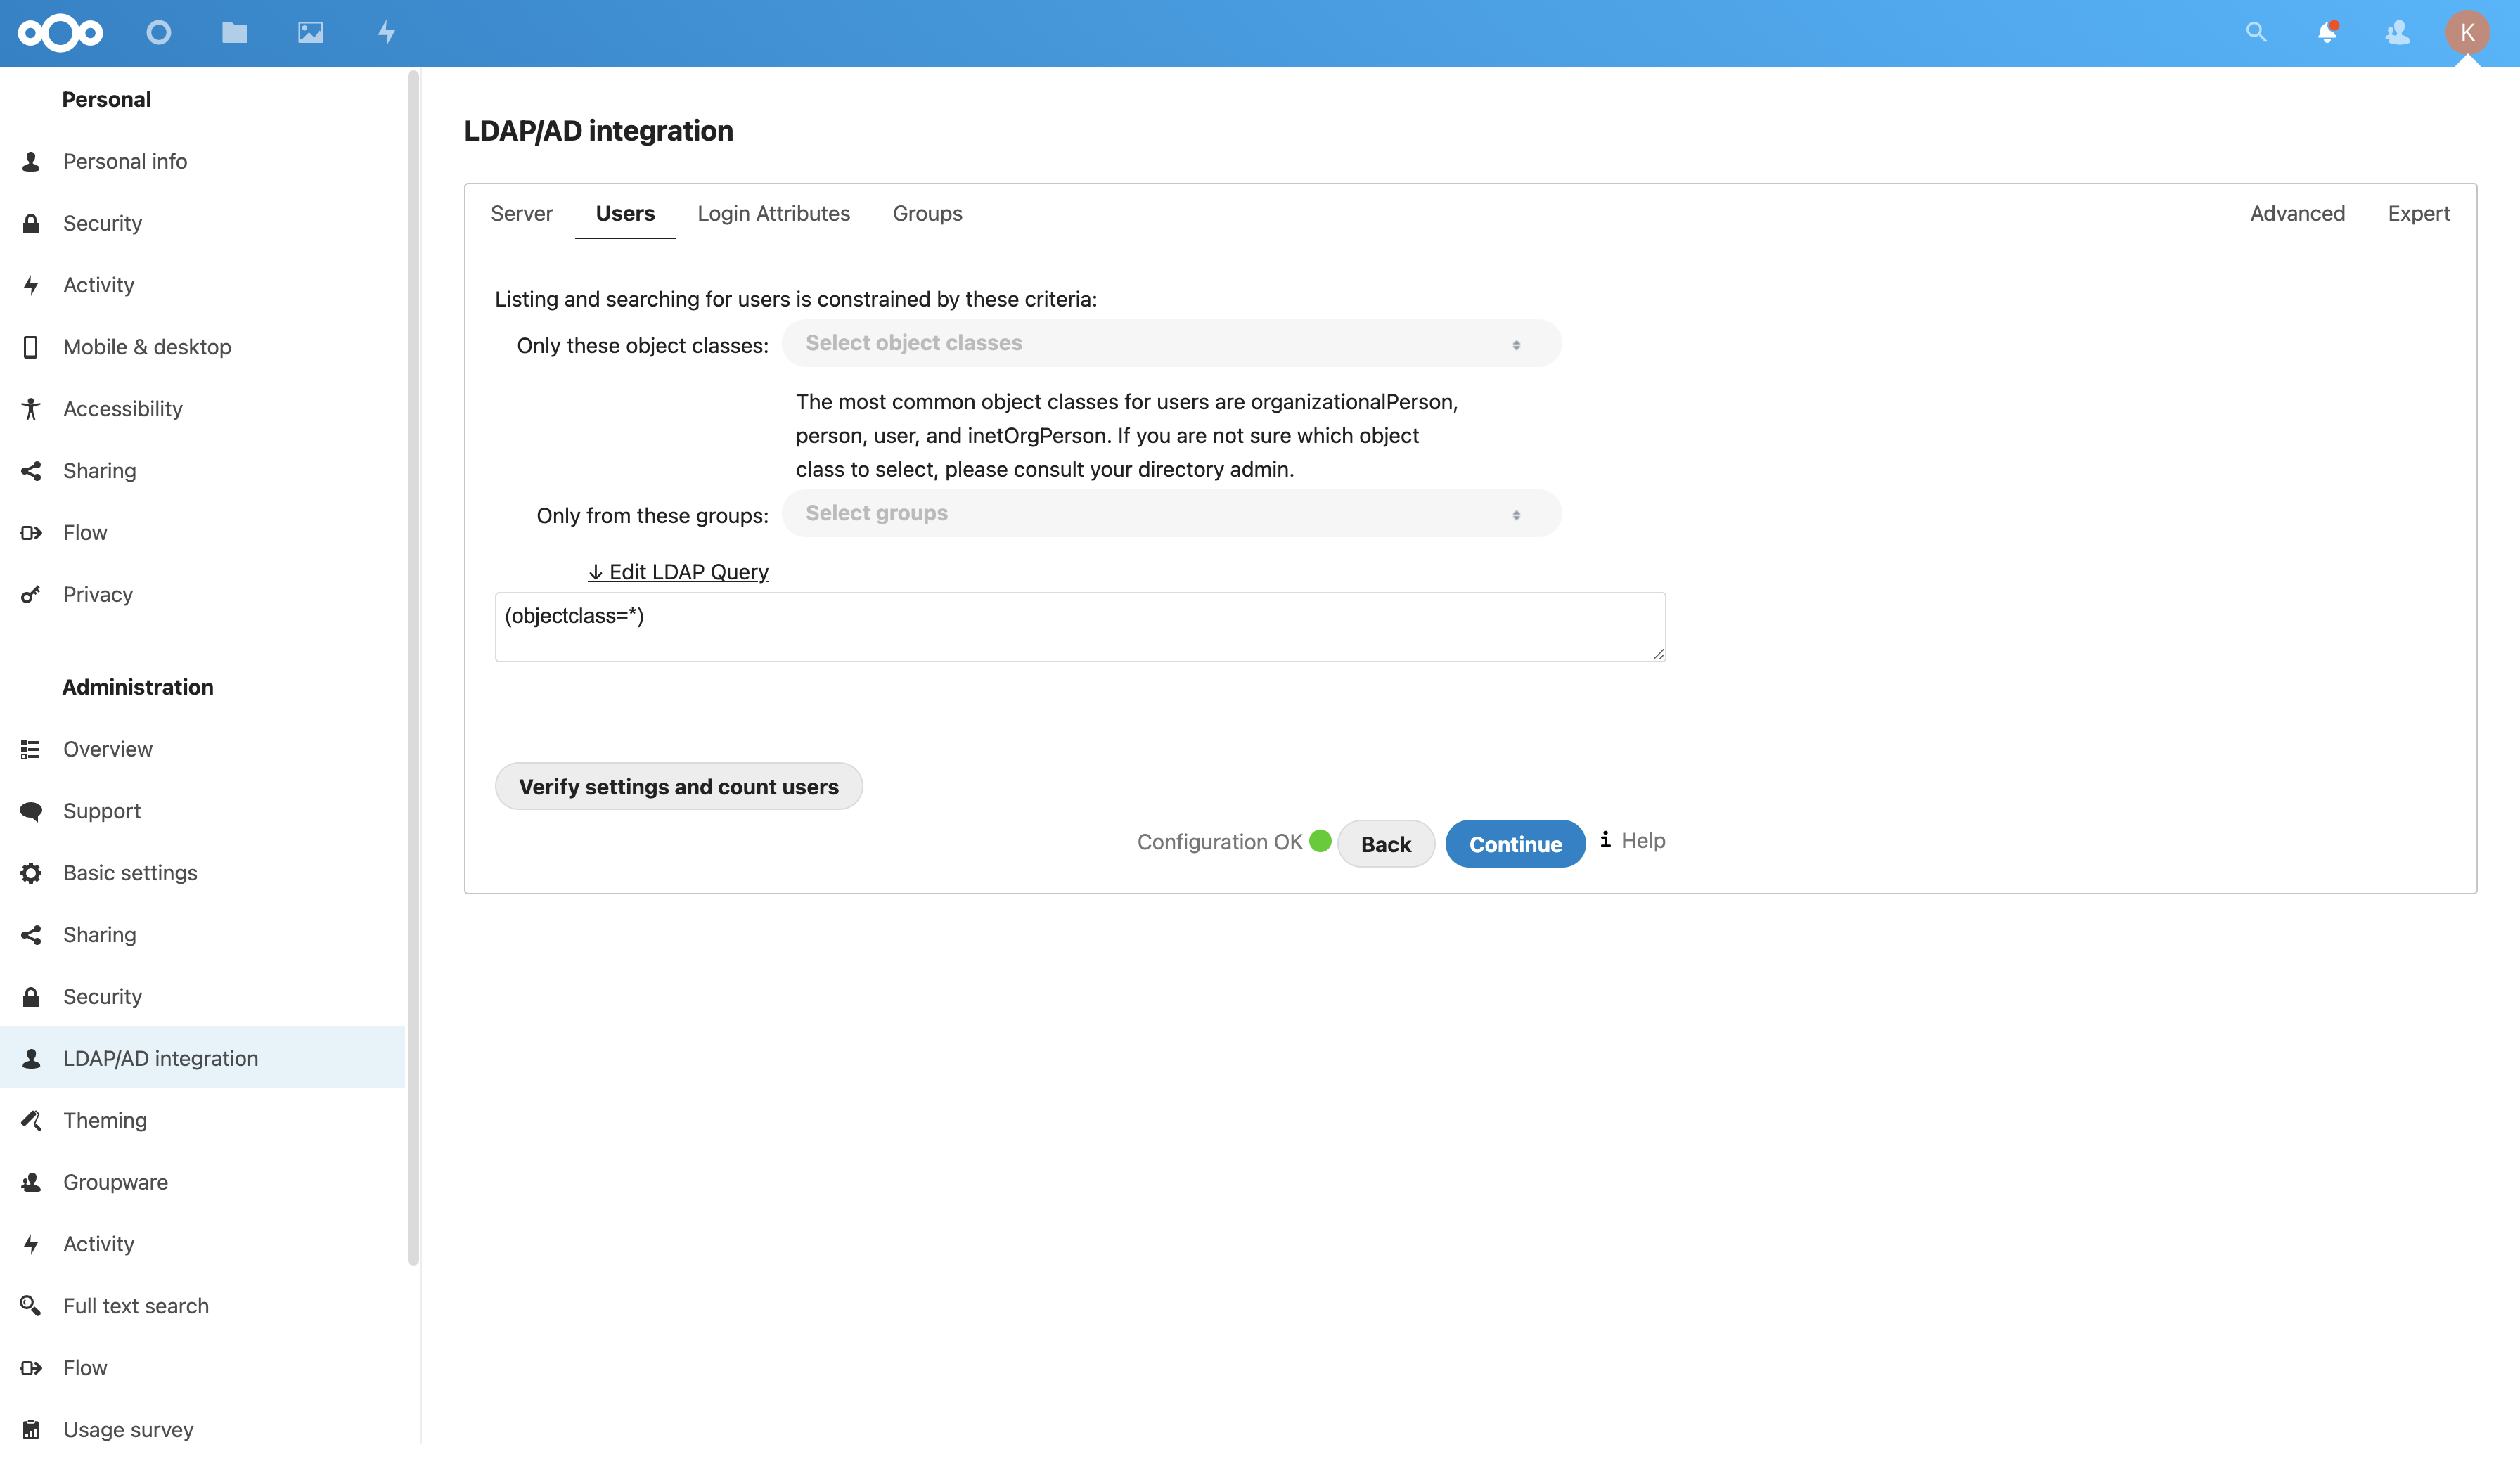 K
Personal
Personal info
Security
Activity
Mobile & desktop
Accessibility
Sharing
Flow
Privacy
Administration
Overview
Support
Basic settings
Sharing
Security
LDAP/AD integration
Theming
Groupware
Activity
Full text search
Flow
Usage survey
LDAP/AD integration
Server Users Login Attributes Groups Advanced Expert
Listing and searching for users is constrained by these criteria:
Only these object classes: Select object classes
The most common object classes for users are organizationalPerson,
person, user, and inetOrgPerson. If you are not sure which object
class to select, please consult your directory admin.
Only from these groups: Select groups
↓ Edit LDAP Query
(objectclass=*)
Verify settings and count users
Configuration OK Back Continue i Help